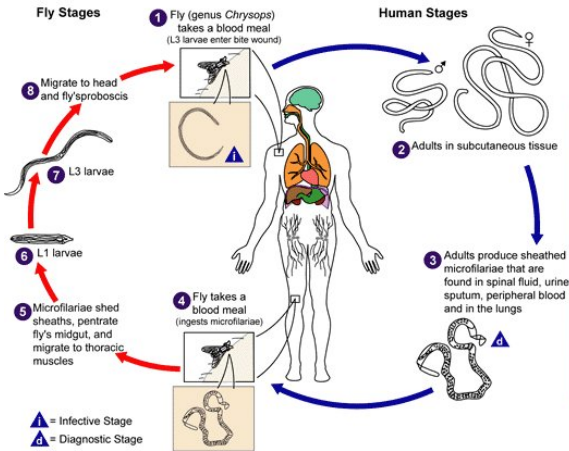 Fly Stages
Human Stages
1 Fly (genus Chrysops)
takes a blood meal
(L3 larvae enter bite wound)
i
♂
♀
2 Adults in subcutaneous tissue
3 Adults produce sheathed
microfilariae that are
found in spinal fluid, urine
sputum, peripheral blood
and in the lungs
d
4 Fly takes a
blood meal
(ingests microfilariae)
5 Microfilariae shed
sheaths, pentrate
fly's midgut, and
migrate to thoracic
muscles
6 L1 larvae
7 L3 larvae
8 Migrate to head
and fly'sproboscis
i = Infective Stage
d = Diagnostic Stage